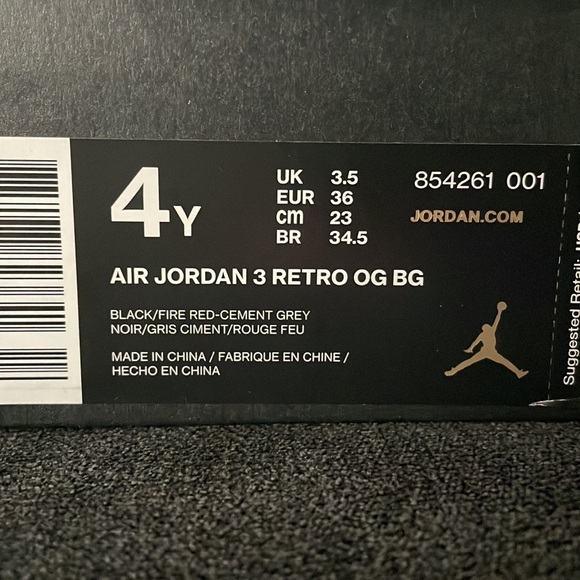 4Y
UK 3.5
EUR 36
cm 23
BR 34.5
854261 001
JORDAN.COM
AIR JORDAN 3 RETRO OG BG
BLACK/FIRE RED-CEMENT GREY
NOIR/GRIS CIMENT/ROUGE FEU
MADE IN CHINA / FABRIQUE EN CHINE /
HECHO EN CHINA
Suggested Retail: